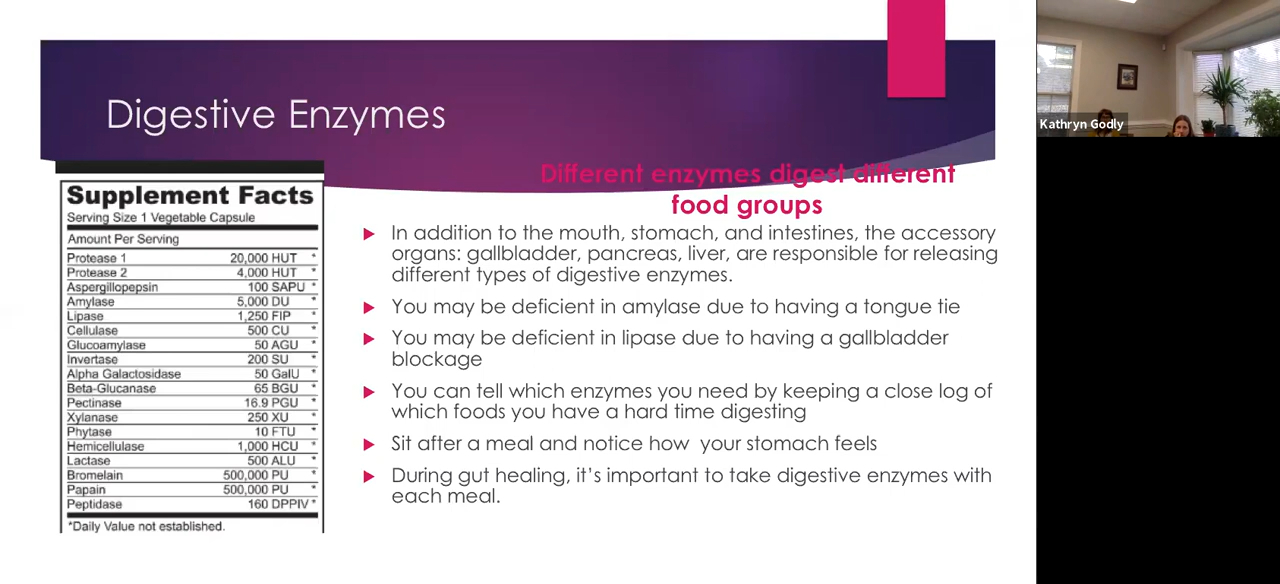 Digestive Enzymes
Supplement Facts
Serving Size 1 Vegetable Capsule
Amount Per Serving
Protease 1 20,000 HUT *
Protease 2 4,000 HUT *
Aspergillopepsin 100 SAPU *
Amylase 5,000 DU *
Lipase 1,250 FIP *
Cellulase 500 CU *
Glucoamylase 50 AGU *
Invertase 200 SU *
Alpha Galactosidase 50 GalU *
Beta-Glucanase 65 BGU *
Pectinase 16.9 PGU *
Xylanase 250 XU *
Phytase 10 FTU *
Hemicellulase 1,000 HCU *
Lactase 500 ALU *
Bromelain 500,000 PU *
Papain 500,000 PU *
Peptidase 160 DPPIV *
*Daily Value not established.
Different enzymes digest different
food groups
In addition to the mouth, stomach, and intestines, the accessory
organs: gallbladder, pancreas, liver, are responsible for releasing
different types of digestive enzymes.
You may be deficient in amylase due to having a tongue tie
You may be deficient in lipase due to having a gallbladder
blockage
You can tell which enzymes you need by keeping a close log of
which foods you have a hard time digesting
Sit after a meal and notice how your stomach feels
During gut healing, it's important to take digestive enzymes with
each meal.
Kathryn Godly